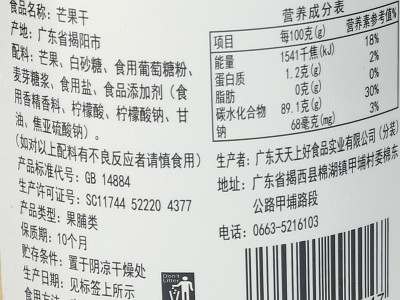 食品名称：芒果干
产地：广东省揭阳市
配料：芒果、白砂糖、食用葡萄糖粉、
麦芽糖浆、食用盐、食品添加剂（食
用香精香料、柠檬酸、柠檬酸钠、甘
油、焦亚硫酸钠）。
（如对以上配料有不良反应者请慎食用）
产品标准代号：GB 14884
生产许可证号：SC11744 52220 4377
产品类型：果脯类
保质期：10个月
贮存条件：置于阴凉干燥处
生产日期：见标签上所示
营养成分表
项目 每100克(g) 营养素参考值%
能量 1541千焦(kJ) 18%
蛋白质 1.2克(g) 2%
脂肪 0克(g) 0%
碳水化合物 89.1克(g) 30%
钠 68毫克(mg) 3%
生产者：广东天天上好食品实业有限公司（分装）
地址：广东省揭西县棉湖镇甲埔村委棉东
公路甲埔路段
电话：0663-5216103
Don't
Litter